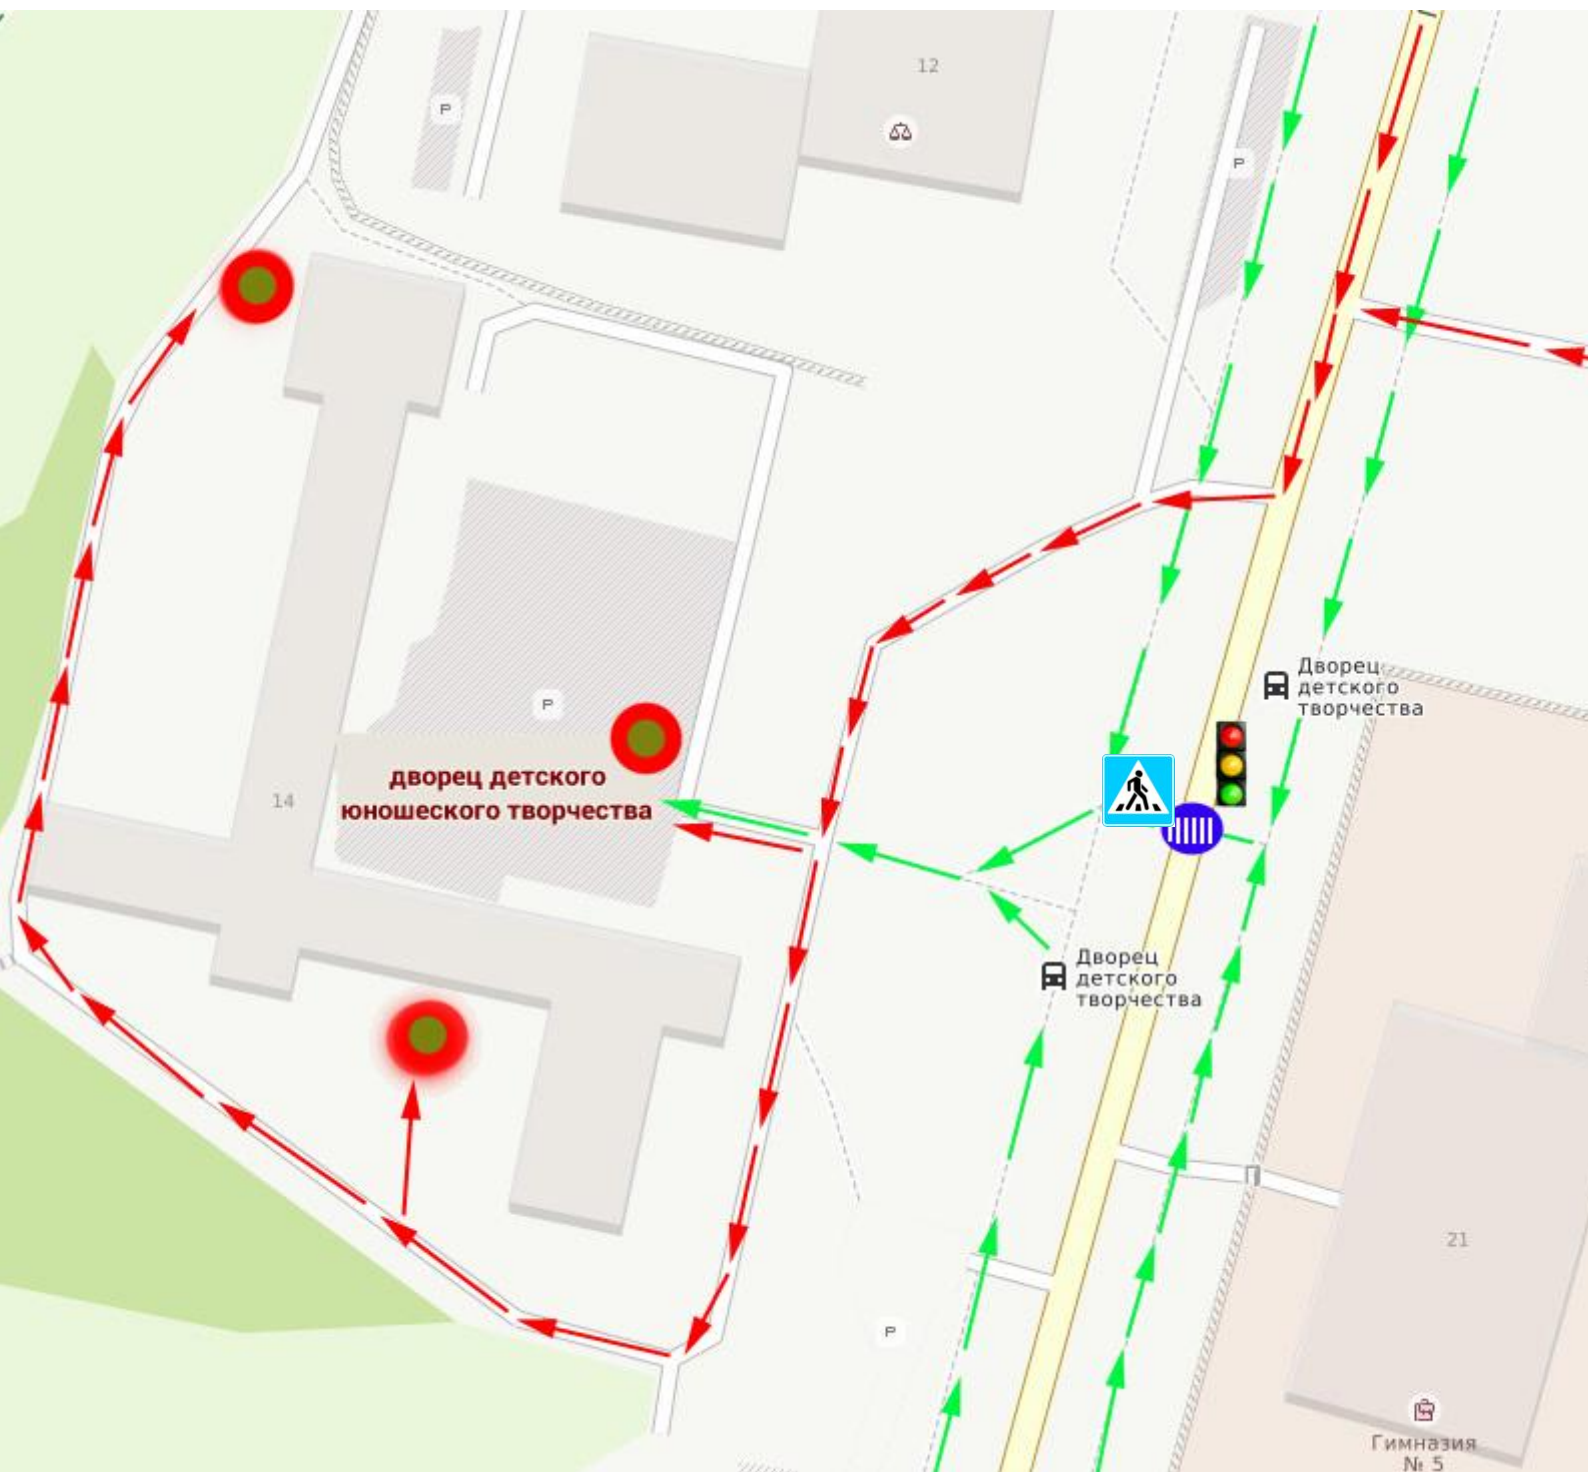 12
P
P
Дворец
детского
творчества
P
дворец детского
юношеского творчества
14
Дворец
детского
творчества
21
P
Гимназия
№ 5